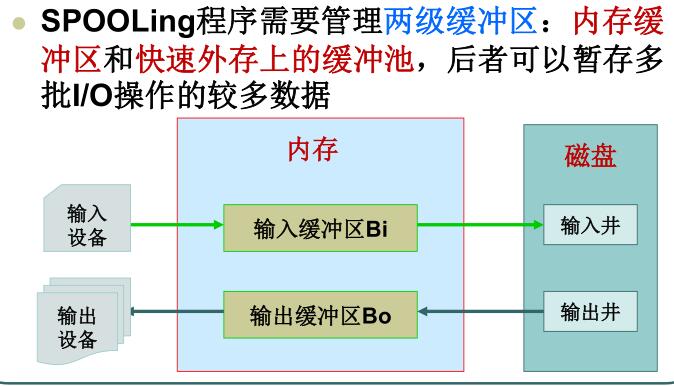 SPOOLing程序需要管理两级缓冲区：内存缓
冲区和快速外存上的缓冲池，后者可以暂存多
批I/O操作的较多数据
内存
磁盘
输入
设备
输入缓冲区Bi
输入井
输出
设备
输出缓冲区Bo
输出井